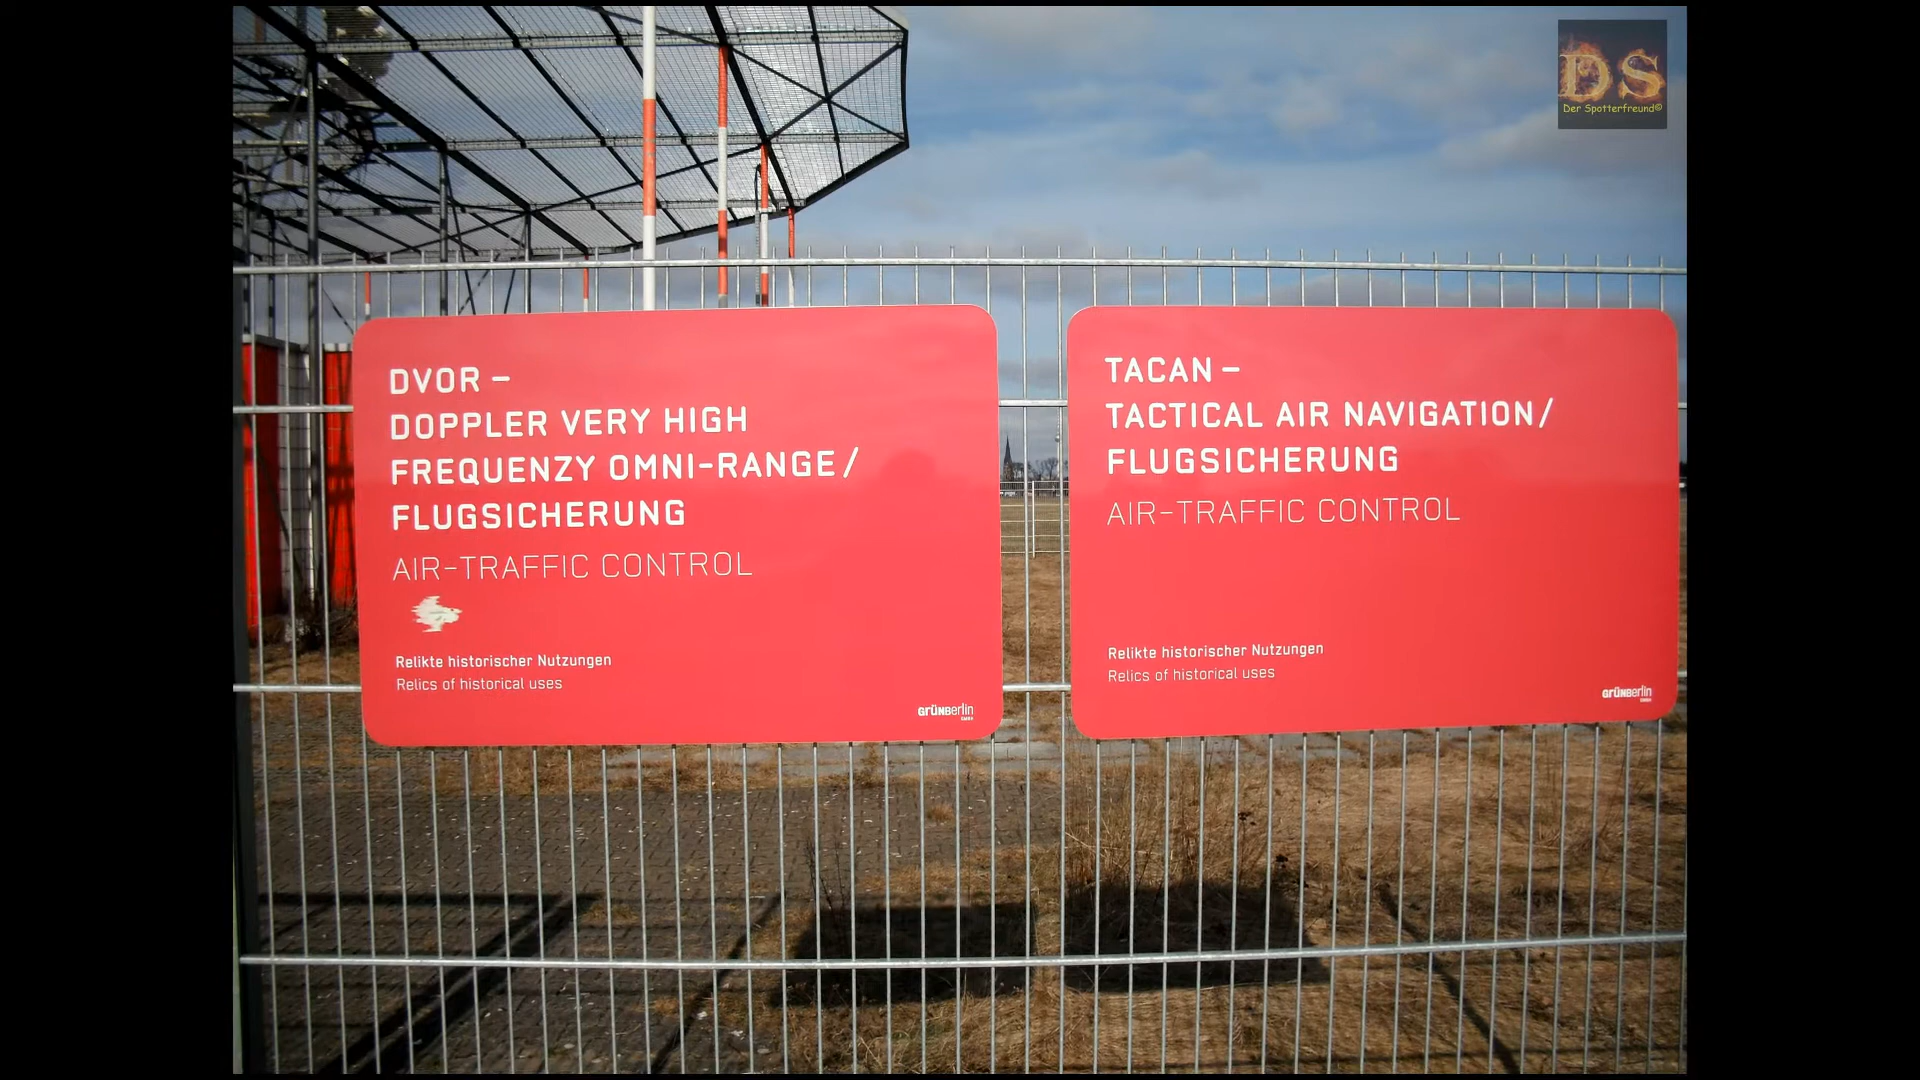 DS
Der Spotterfreund©
DVOR –
DOPPLER VERY HIGH
FREQUENZY OMNI-RANGE/
FLUGSICHERUNG
AIR-TRAFFIC CONTROL
Relikte historischer Nutzungen
Relics of historical uses
GRÜNBerlin
GMBH
TACAN –
TACTICAL AIR NAVIGATION/
FLUGSICHERUNG
AIR-TRAFFIC CONTROL
Relikte historischer Nutzungen
Relics of historical uses
GRÜNBerlin
GMBH